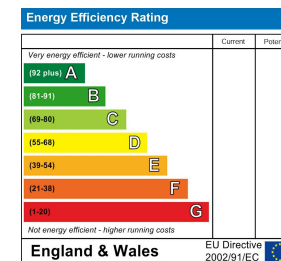 Energy Efficiency Rating
Current Poten
Very energy efficient - lower running costs
(92 plus) A
(81-91) B
(69-80) C
(55-68) D
(39-54) E
(21-38) F
(1-20) G
Not energy efficient - higher running costs
England & Wales
EU Directive
2002/91/EC